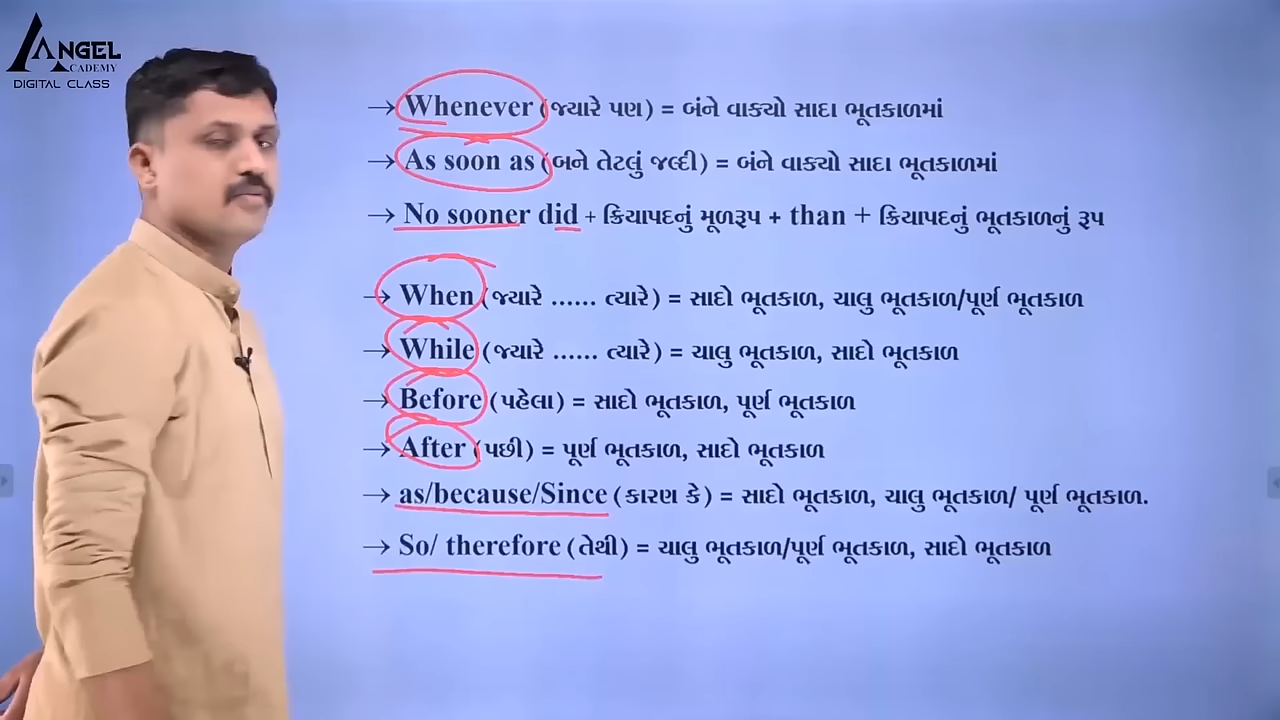 ANGEL
ACADEMY
DIGITAL CLASS
→ Whenever (જ્યારે પણ) = બંને વાક્યો સાદા ભૂતકાળમાં
→ As soon as (બને તેટલું જલ્દી) = બંને વાક્યો સાદા ભૂતકાળમાં
→ No sooner did + ક્રિયાપદનું મૂળરૂપ + than + ક્રિયાપદનું ભૂતકાળનું રૂપ
→ When (જ્યારે ...... ત્યારે) = સાદો ભૂતકાળ, ચાલુ ભૂતકાળ/પૂર્ણ ભૂતકાળ
→ While (જ્યારે ...... ત્યારે) = ચાલુ ભૂતકાળ, સાદો ભૂતકાળ
→ Before (પહેલા) = સાદો ભૂતકાળ, પૂર્ણ ભૂતકાળ
→ After (પછી) = પૂર્ણ ભૂતકાળ, સાદો ભૂતકાળ
→ as/because/Since (કારણ કે) = સાદો ભૂતકાળ, ચાલુ ભૂતકાળ/ પૂર્ણ ભૂતકાળ.
→ So/ therefore (તેથી) = ચાલુ ભૂતકાળ/પૂર્ણ ભૂતકાળ, સાદો ભૂતકાળ